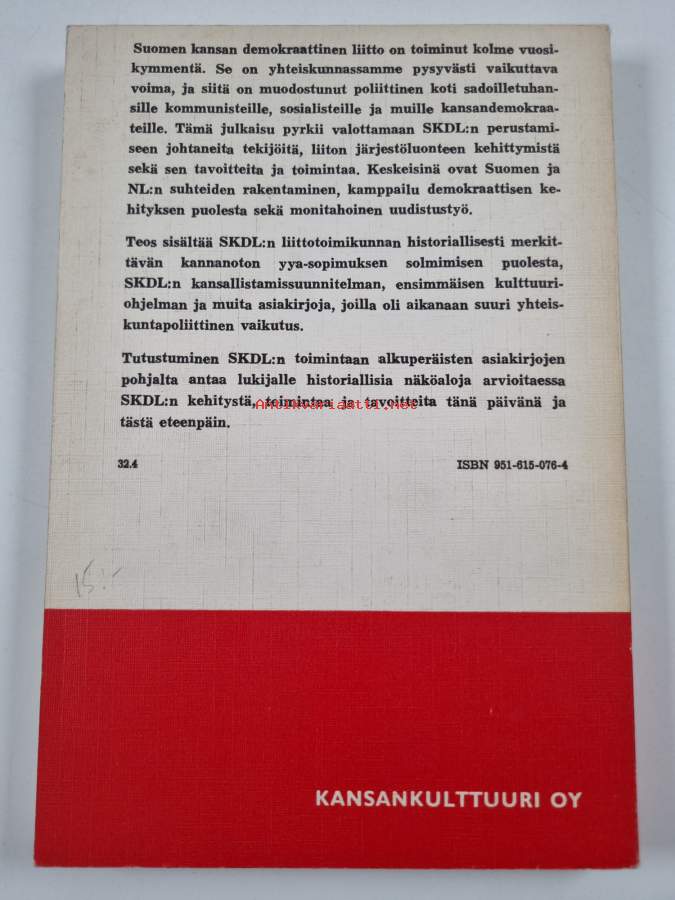 Suomen kansan demokraattinen liitto on toiminut kolme vuosi-
kymmentä. Se on yhteiskunnassamme pysyvästi vaikuttava
voima, ja siitä on muodostunut poliittinen koti sadoilletuhan-
sille kommunisteille, sosialisteille ja muille kansandemokraa-
teille. Tämä julkaisu pyrkii valottamaan SKDL:n perustami-
seen johtaneita tekijöitä, liiton järjestöluonteen kehittymistä
sekä sen tavoitteita ja toimintaa. Keskeisinä ovat Suomen ja
NL:n suhteiden rakentaminen, kamppailu demokraattisen ke-
hityksen puolesta sekä monitahoinen uudistustyö.
Teos sisältää SKDL:n liittotoimikunnan historiallisesti merkit-
tävän kannanoton yya-sopimuksen solmimisen puolesta,
SKDL:n kansallistamissuunnitelman, ensimmäisen kulttuuri-
ohjelman ja muita asiakirjoja, joilla oli aikanaan suuri yhteis-
kuntapoliittinen vaikutus.
Tutustuminen SKDL:n toimintaan alkuperäisten asiakirjojen
pohjalta antaa lukijalle historiallisia näköaloja arvioitaessa
SKDL:n kehitystä, toimintaa ja tavoitteita tänä päivänä ja
Antikvariaatti.net
tästä eteenpäin.
32.4 ISBN 951-615-076-4
15:-
KANSANKULTTUURI OY